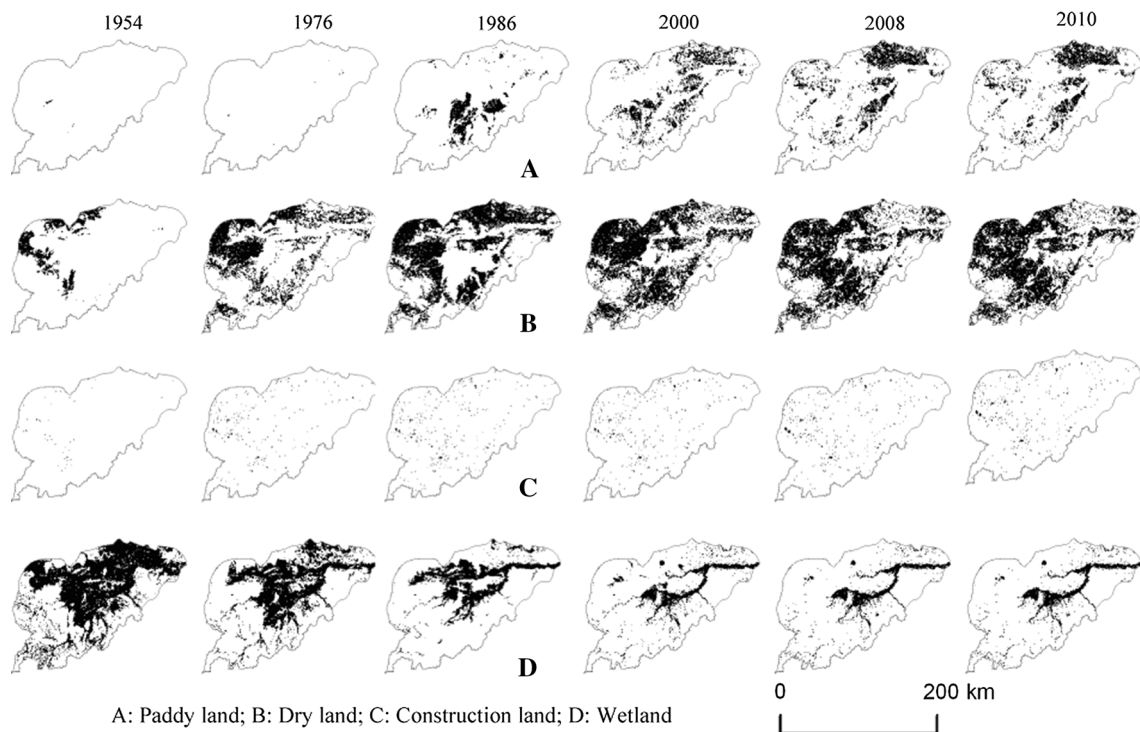 1954 1976 1986 2000 2008 2010
A
B
C
D
0 200 km
A: Paddy land; B: Dry land; C: Construction land; D: Wetland